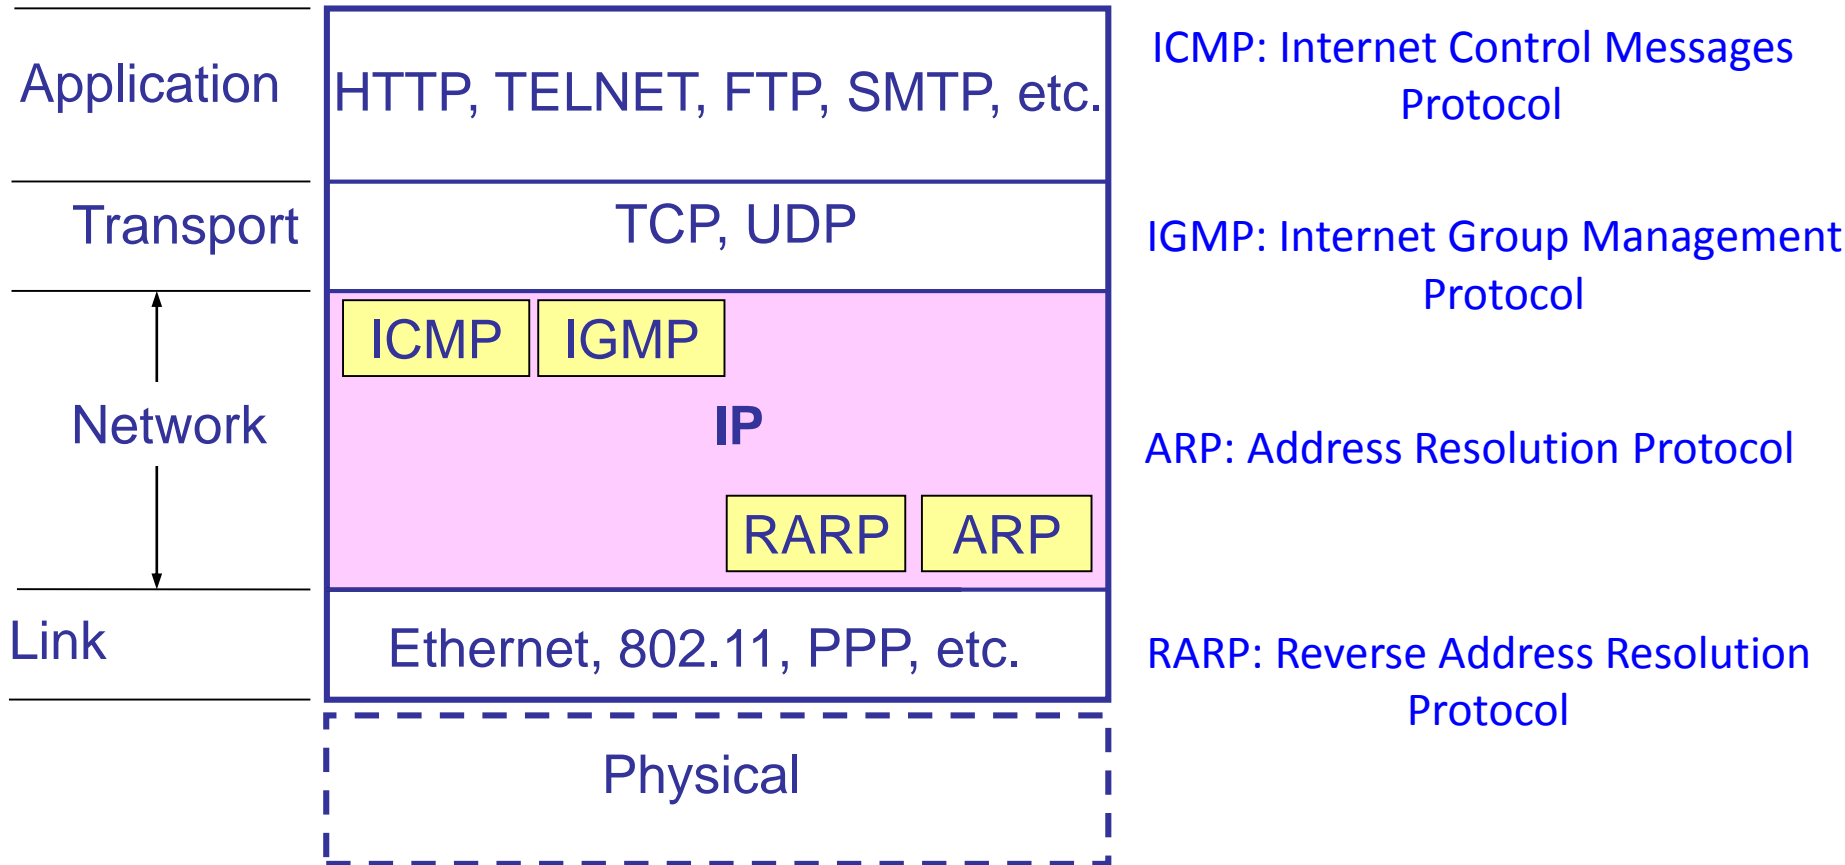 Application
HTTP, TELNET, FTP, SMTP, etc.
Transport
TCP, UDP
Network
ICMP
IGMP
IP
RARP
ARP
Link
Ethernet, 802.11, PPP, etc.
Physical
ICMP: Internet Control Messages
Protocol
IGMP: Internet Group Management
Protocol
ARP: Address Resolution Protocol
RARP: Reverse Address Resolution
Protocol